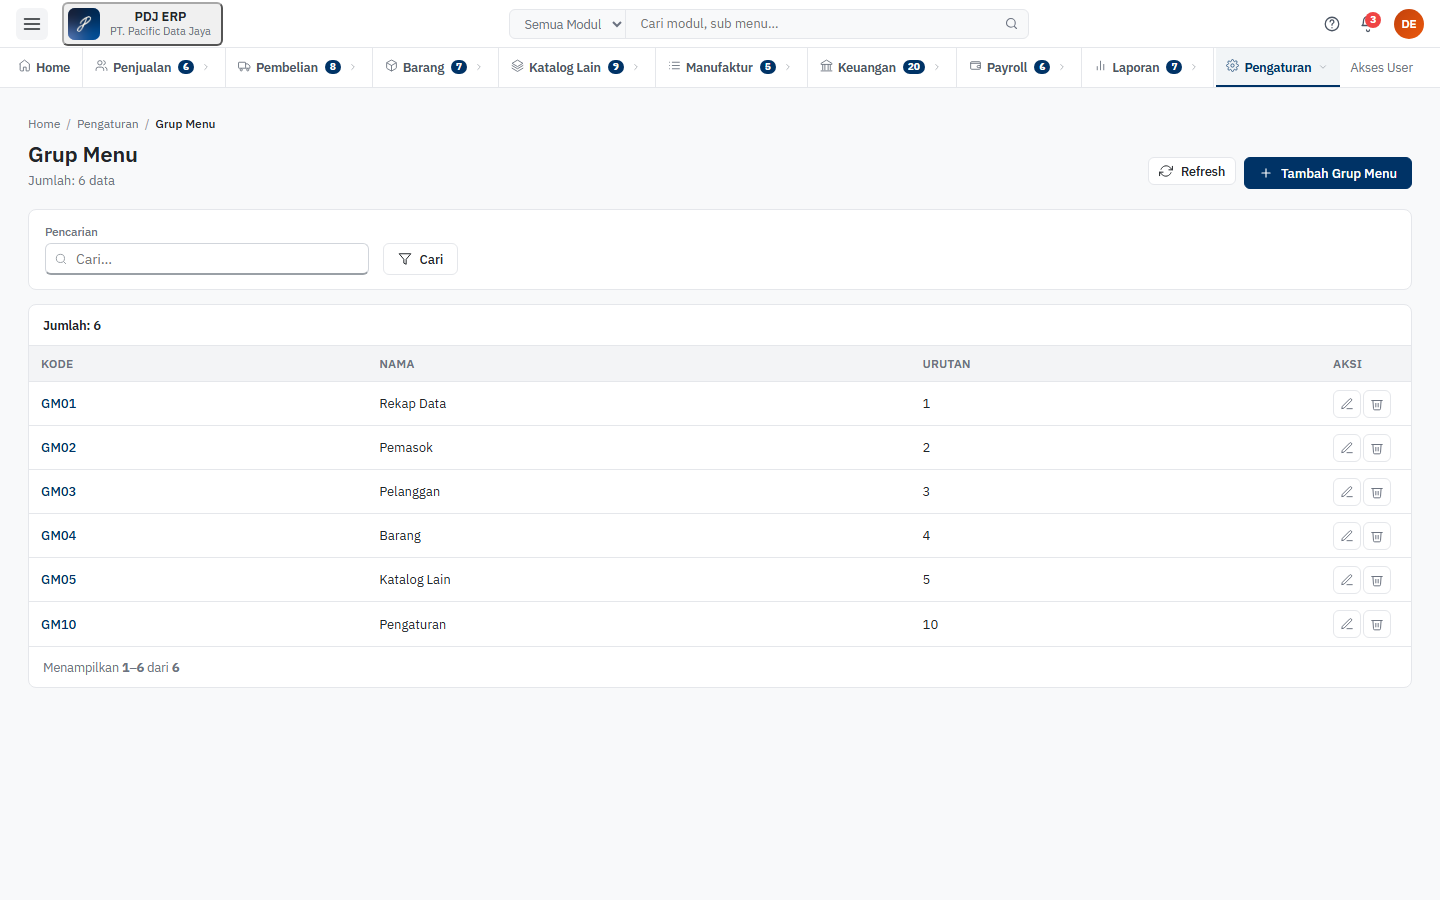 PDJ ERP
PT. Pacific Data Jaya
Semua Modul
Cari modul, sub menu...
3
DE
Home
Penjualan 6
Pembelian 8
Barang 7
Katalog Lain 9
Manufaktur 5
Keuangan 20
Payroll 6
Laporan 7
Pengaturan
Akses User
Home / Pengaturan / Grup Menu
Grup Menu
Jumlah: 6 data
Refresh
Tambah Grup Menu
Pencarian
Cari...
Cari
Jumlah: 6
KODE NAMA URUTAN AKSI
GM01 Rekap Data 1
GM02 Pemasok 2
GM03 Pelanggan 3
GM04 Barang 4
GM05 Katalog Lain 5
GM10 Pengaturan 10
Menampilkan 1–6 dari 6